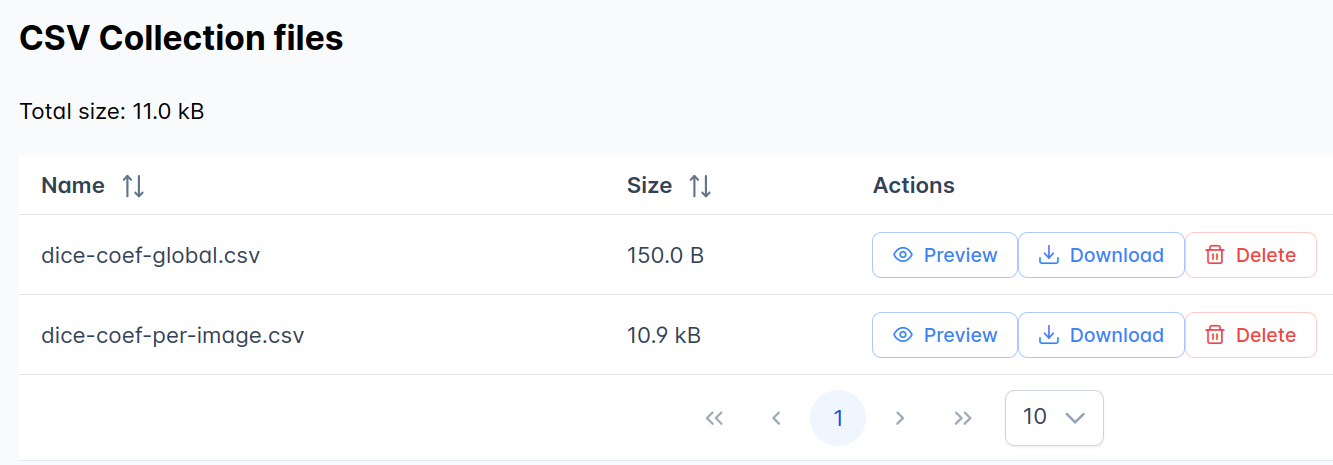 CSV Collection files
Total size: 11.0 kB
Name Size Actions
dice-coef-global.csv 150.0 B Preview Download Delete
dice-coef-per-image.csv 10.9 kB Preview Download Delete
1 10